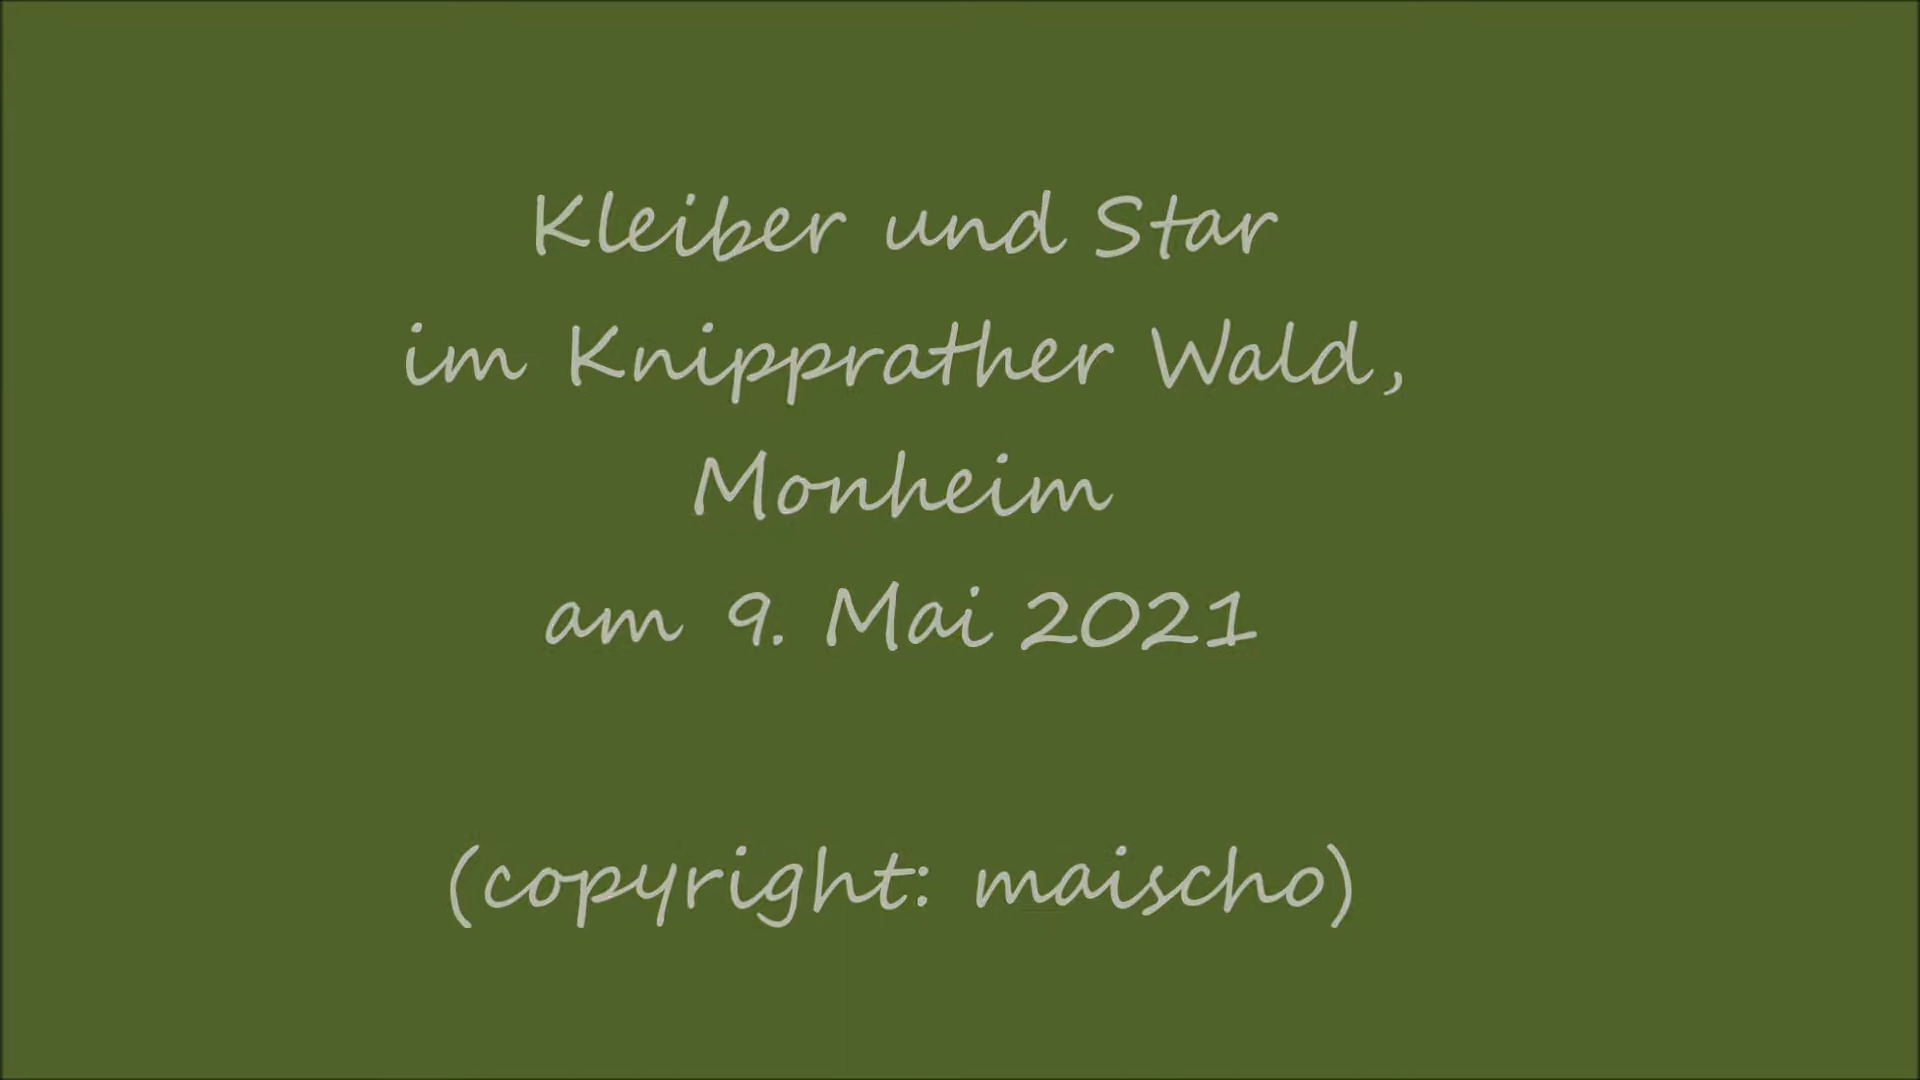 Kleiber und Star
im Knipprather Wald,
Monheim
am 9. Mai 2021
(copyright: maischo)